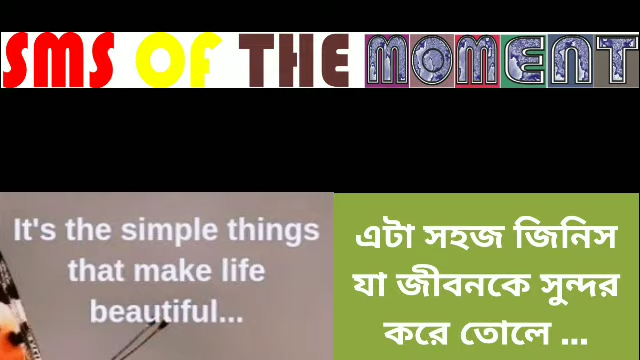 SMS OF THE MOMENT
It's the simple things
that make life
beautiful...
এটা সহজ জিনিস
যা জীবনকে সুন্দর
করে তোলে ...